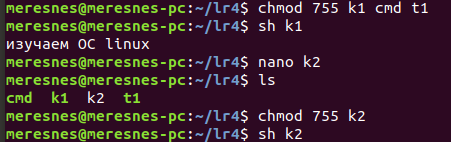 meresnes@meresnes-pc:~/lr4$ chmod 755 k1 cmd t1
meresnes@meresnes-pc:~/lr4$ sh k1
изучаем ОС linux
meresnes@meresnes-pc:~/lr4$ nano k2
meresnes@meresnes-pc:~/lr4$ ls
cmd k1 k2 t1
meresnes@meresnes-pc:~/lr4$ chmod 755 k2
meresnes@meresnes-pc:~/lr4$ sh k2